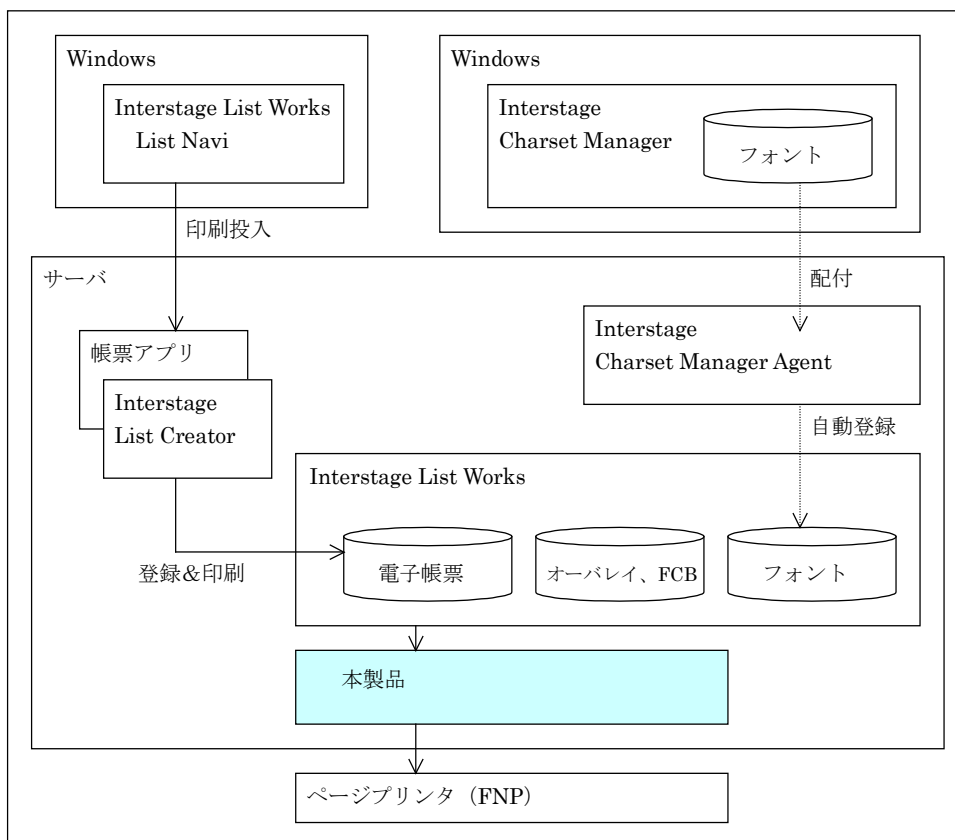 Windows
Interstage List Works
List Navi
Windows
Interstage
Charset Manager
フォント
印刷投入
サーバ
配付
帳票アプリ
Interstage
List Creator
Interstage
Charset Manager Agent
自動登録
Interstage List Works
登録＆印刷
電子帳票
オーバレイ、FCB
フォント
本製品
ページプリンタ（FNP）